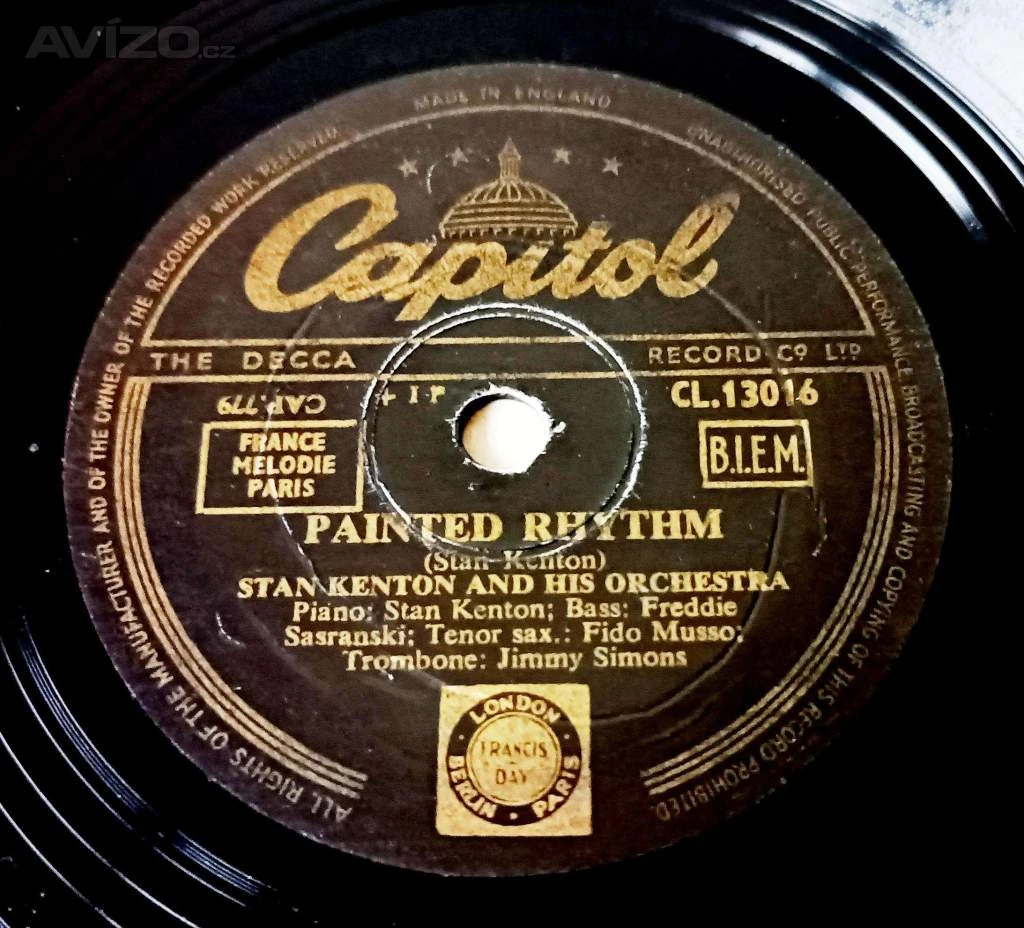 AVÍZO.cz
MADE IN ENGLAND
ALL RIGHTS OF THE MANUFACTURER AND OF THE OWNER OF THE RECORDED WORK RESERVED.
UNAUTHORISED PUBLIC PERFORMANCE BROADCASTING AND COPYING OF THIS RECORD PROHIBITED.
Capitol
THE DECCA RECORD CO LTD
CAP.779
CL.13016
FRANCE
MELODIE
PARIS
B.I.E.M.
PAINTED RHYTHM
(Stan Kenton)
STAN KENTON AND HIS ORCHESTRA
Piano: Stan Kenton; Bass: Freddie
Sasranski; Tenor sax.: Fido Musso;
Trombone: Jimmy Simons
LONDON
FRANCIS
DAY
BERLIN · PARIS